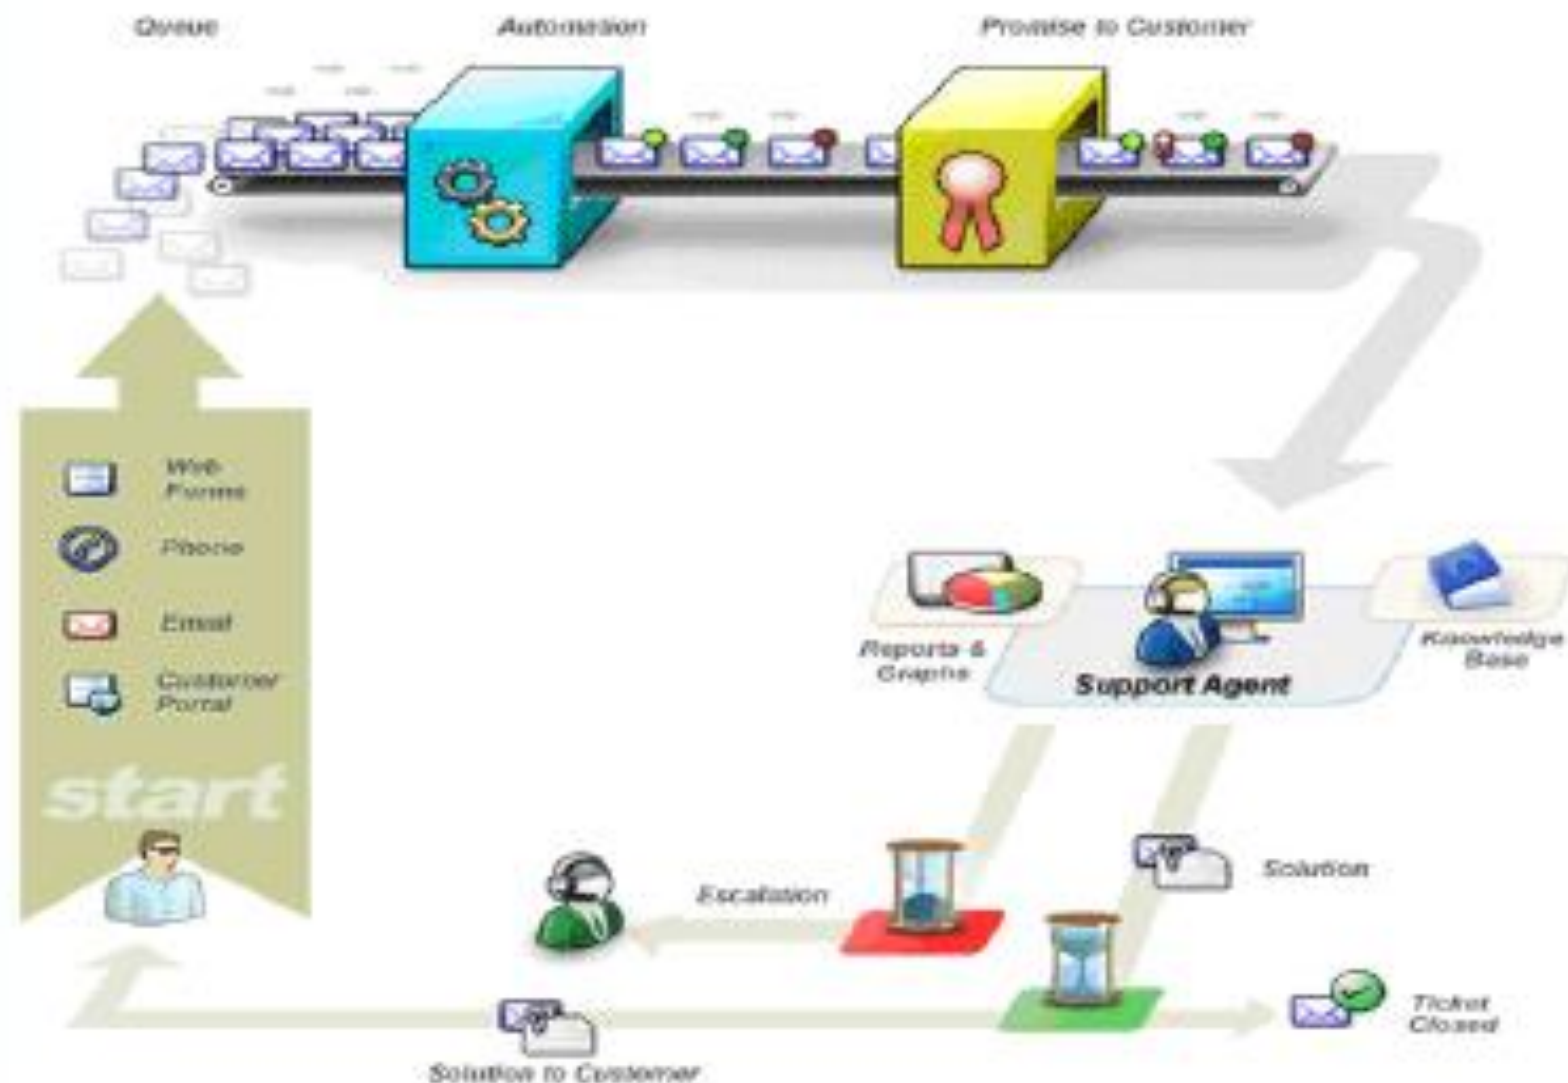 Queue
Automation
Promise to Customer
Web
Forms
Phone
Email
Customer
Portal
start
Reports &
Graphs
Support Agent
Knowledge
Base
Escalation
Solution
Ticket
Closed
Solution to Customer